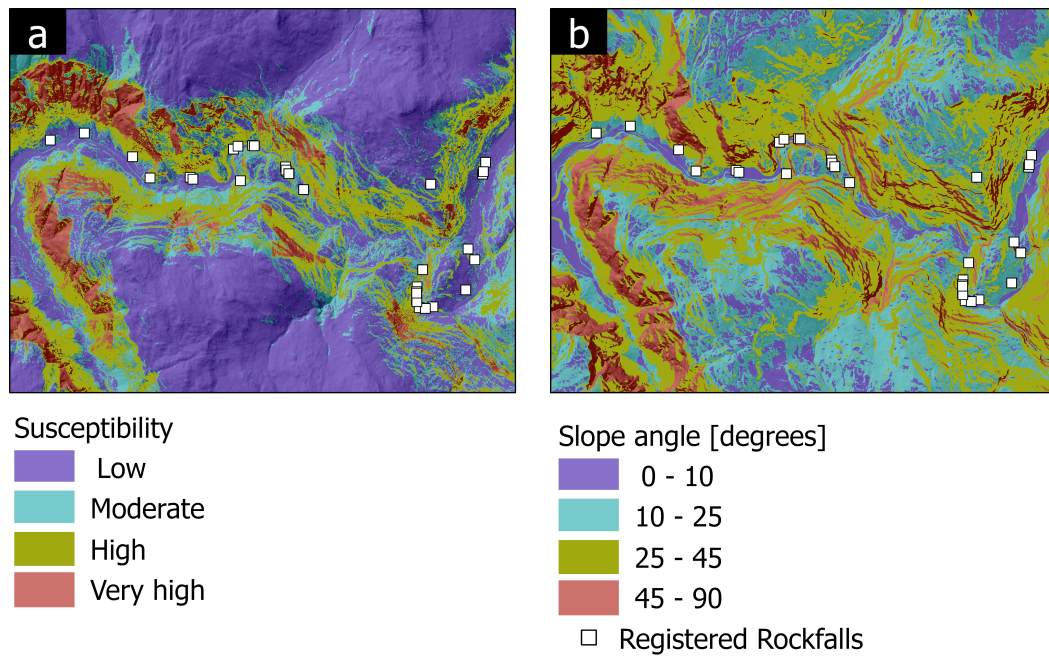 a
b
Susceptibility
Low
Moderate
High
Very high
Slope angle [degrees]
0 - 10
10 - 25
25 - 45
45 - 90
Registered Rockfalls